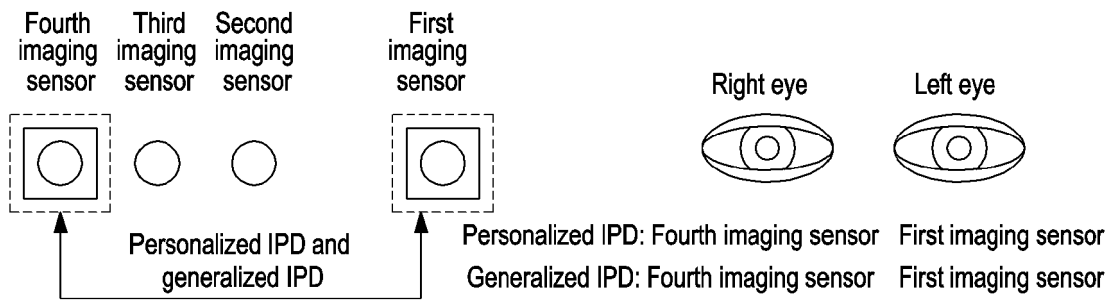 Fourth
imaging
sensor
Third
imaging
sensor
Second
imaging
sensor
First
imaging
sensor
Right eye
Left eye
Personalized IPD and
generalized IPD
Personalized IPD: Fourth imaging sensor First imaging sensor
Generalized IPD: Fourth imaging sensor First imaging sensor